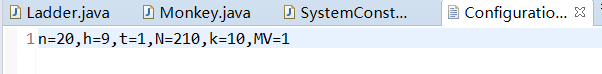 Ladder.java Monkey.java SystemConst... Configuratio...
1 n=20,h=9,t=1,N=210,k=10,MV=1